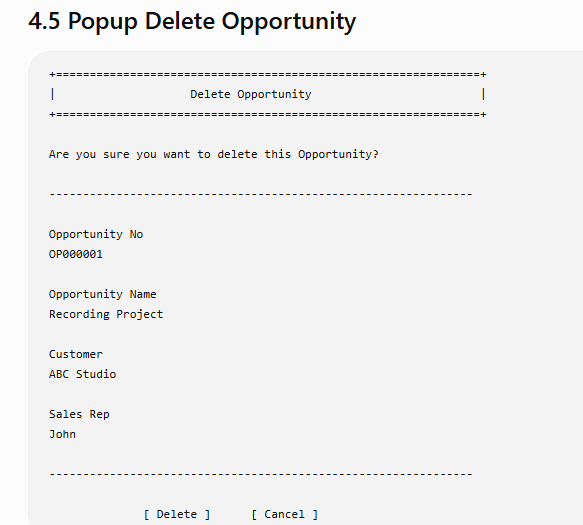 4.5 Popup Delete Opportunity
+===============================================================+
| Delete Opportunity |
+===============================================================+
Are you sure you want to delete this Opportunity?
---------------------------------------------------------------
Opportunity No
OP000001
Opportunity Name
Recording Project
Customer
ABC Studio
Sales Rep
John
---------------------------------------------------------------
[ Delete ] [ Cancel ]